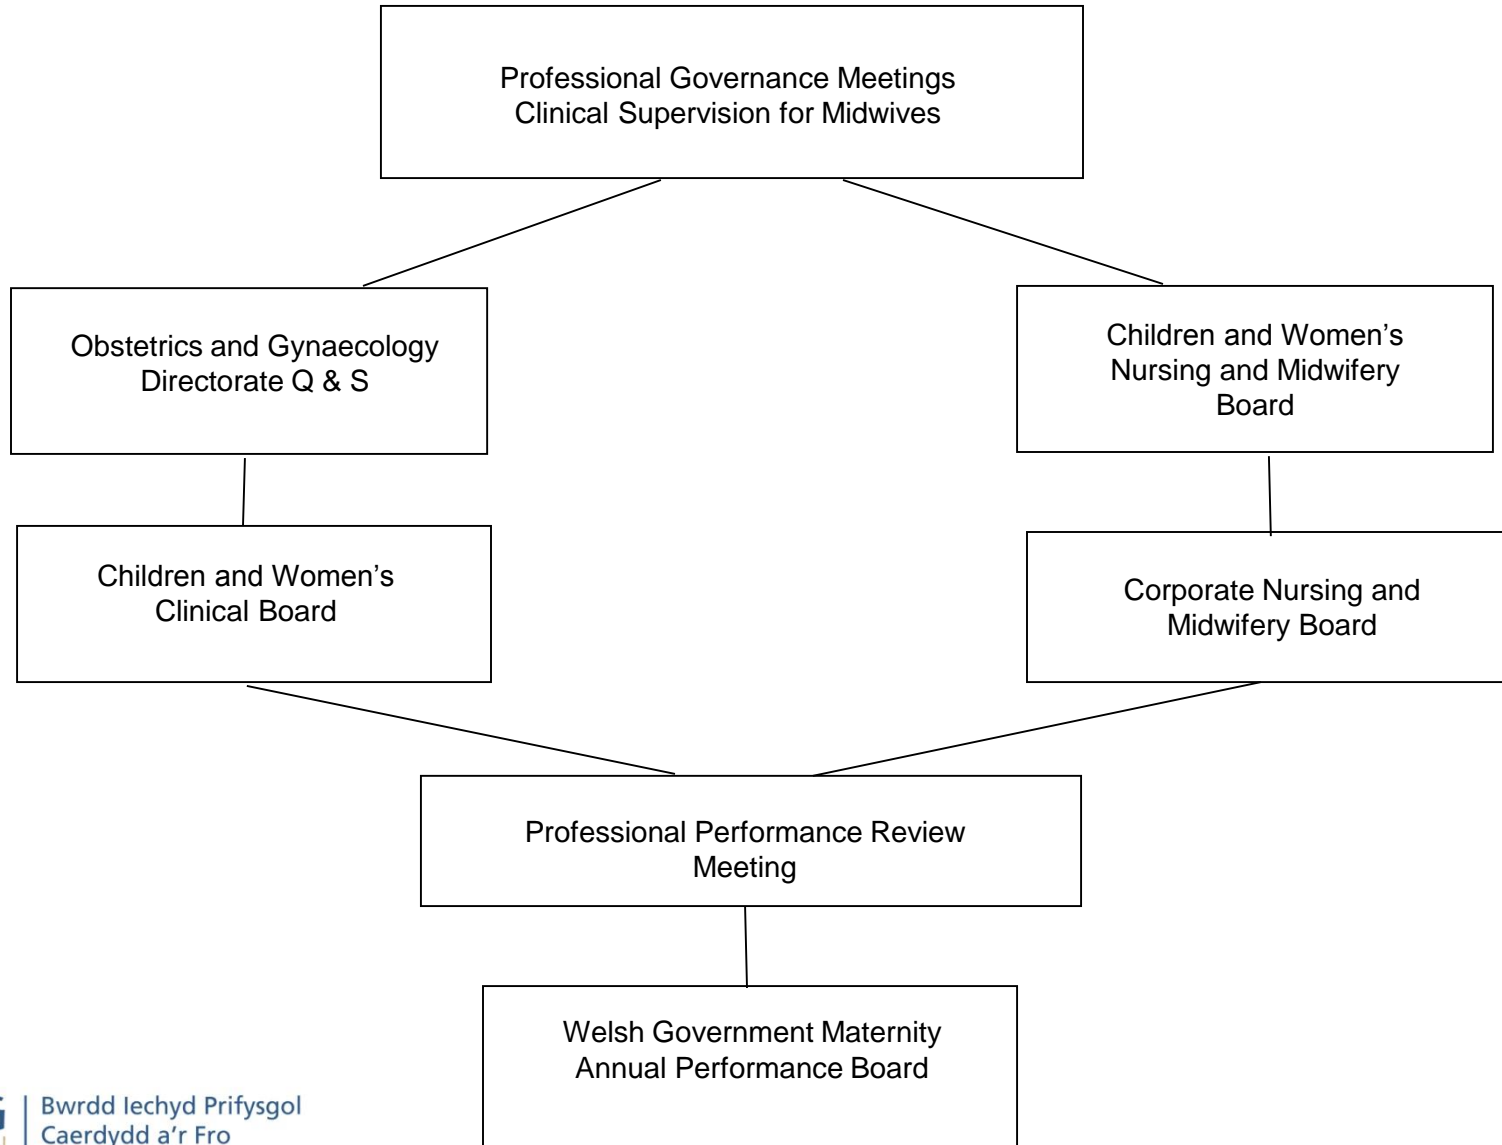 Professional Governance Meetings
Clinical Supervision for Midwives
Obstetrics and Gynaecology
Directorate Q & S
Children and Women’s
Nursing and Midwifery
Board
Children and Women’s
Clinical Board
Corporate Nursing and
Midwifery Board
Professional Performance Review
Meeting
Welsh Government Maternity
Annual Performance Board
Bwrdd Iechyd Prifysgol
Caerdydd a'r Fro